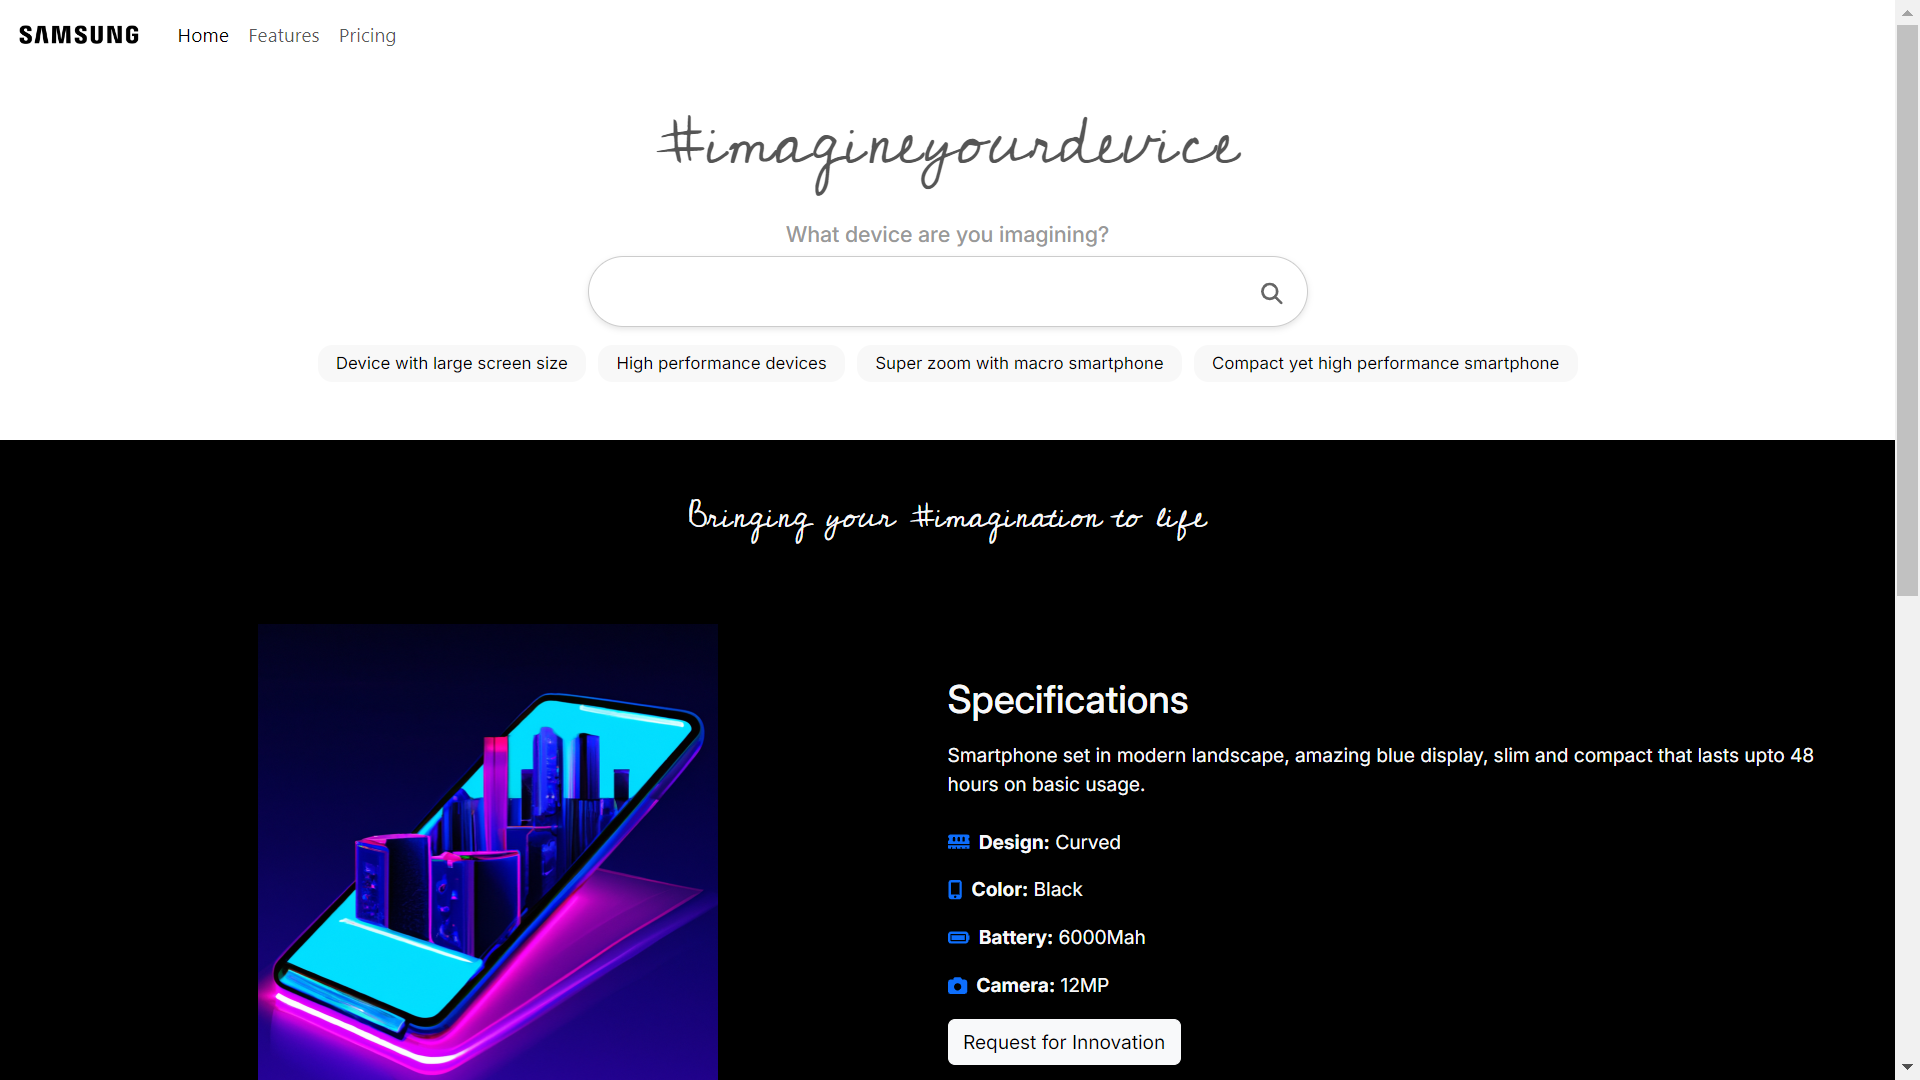 SAMSUNG Home Features Pricing
#imagineyourdevice
What device are you imagining?
Device with large screen size High performance devices Super zoom with macro smartphone Compact yet high performance smartphone
Bringing your #imagination to life
Specifications
Smartphone set in modern landscape, amazing blue display, slim and compact that lasts upto 48
hours on basic usage.
Design: Curved
Color: Black
Battery: 6000Mah
Camera: 12MP
Request for Innovation